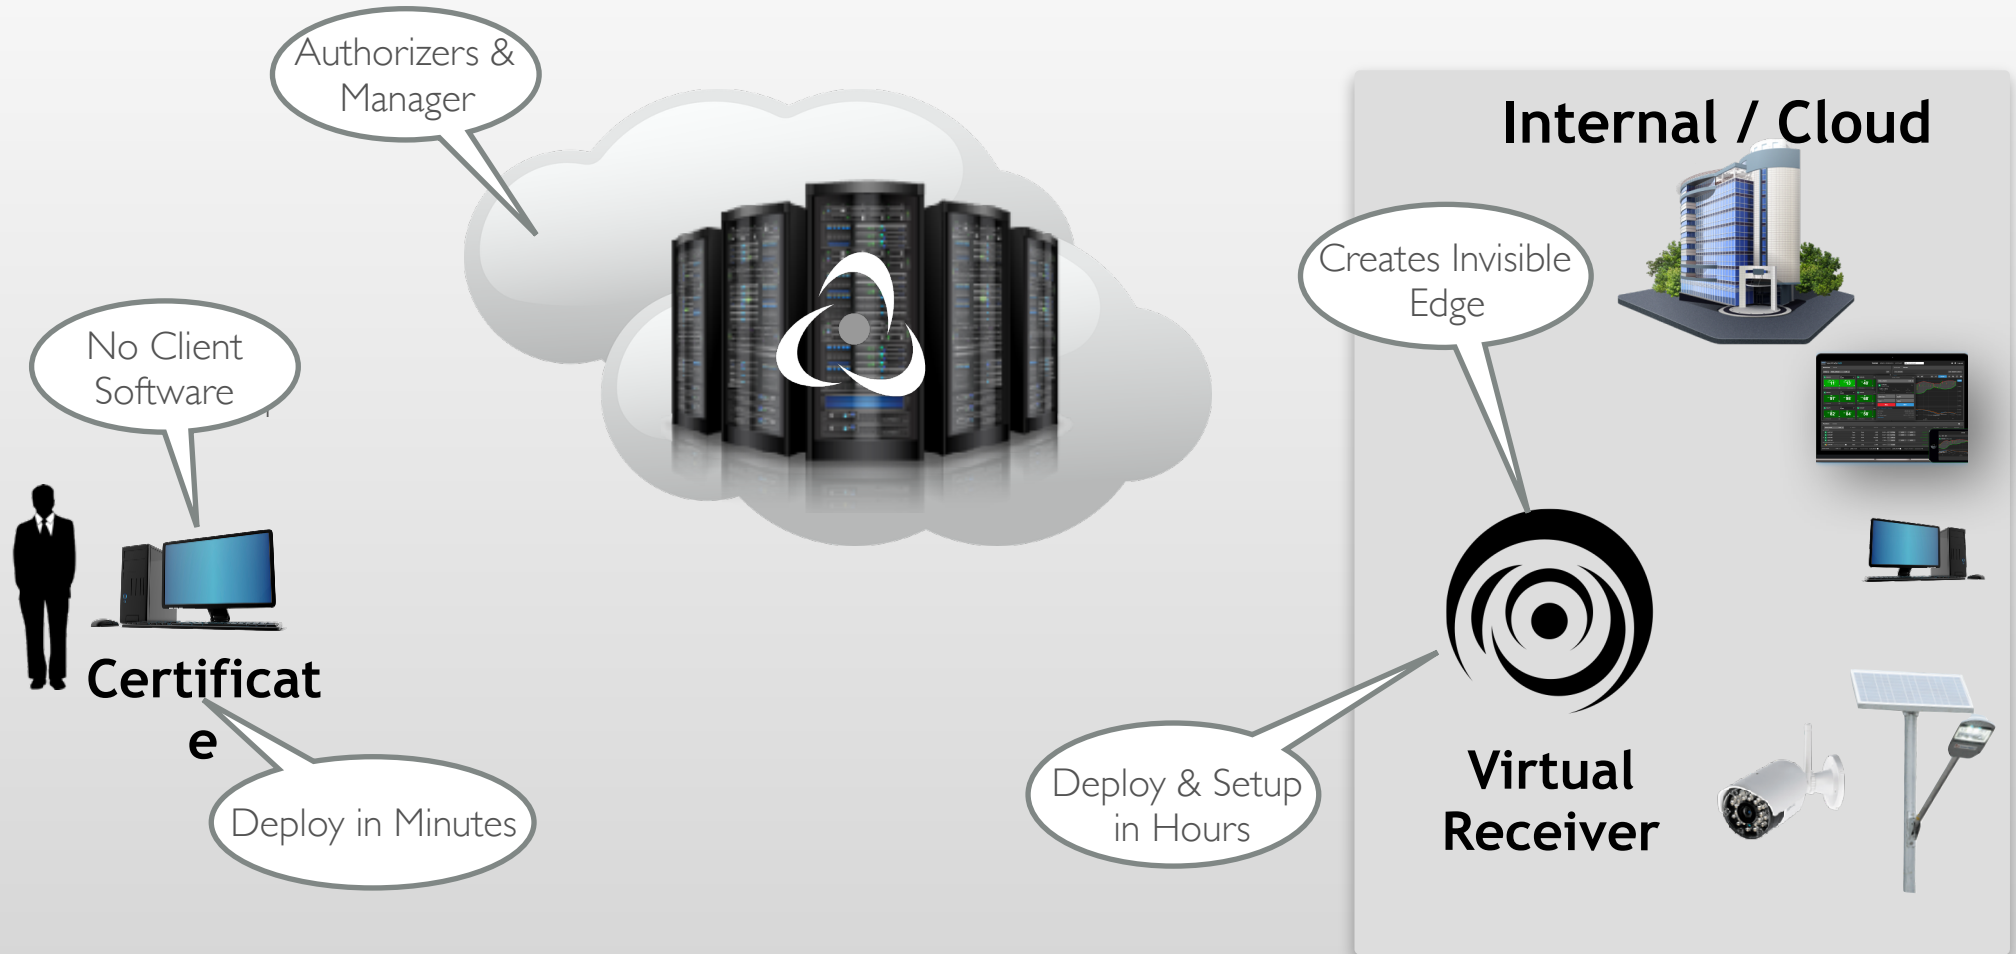 Authorizers &
Manager
Internal / Cloud
Creates Invisible
Edge
No Client
Software
Certificat
e
Deploy in Minutes
Deploy & Setup
in Hours
Virtual
Receiver